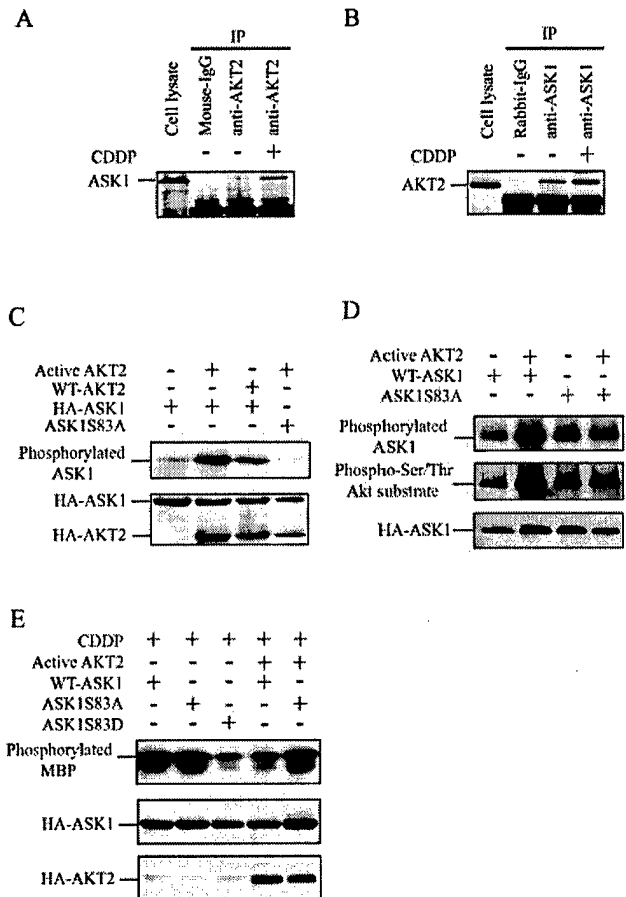 A
IP
Cell lysate
Mouse-IgG
anti-AKT2
anti-AKT2
CDDP - - +
ASK1
B
IP
Cell lysate
Rabbit-IgG
anti-ASK1
anti-ASK1
CDDP - - +
AKT2
C
Active AKT2 - + - +
WT-AKT2 - - + -
HA-ASK1 + + + -
ASK1S83A - - - +
Phosphorylated
ASK1
HA-ASK1
HA-AKT2
D
Active AKT2 - + - +
WT-ASK1 + + - -
ASK1S83A - - + +
Phosphorylated
ASK1
Phospho-Ser/Thr
Akt substrate
HA-ASK1
E
CDDP + + + + +
Active AKT2 - - - + +
WT-ASK1 + - - + -
ASK1S83A - + - - +
ASK1S83D - - + - -
Phosphorylated
MBP
HA-ASK1
HA-AKT2